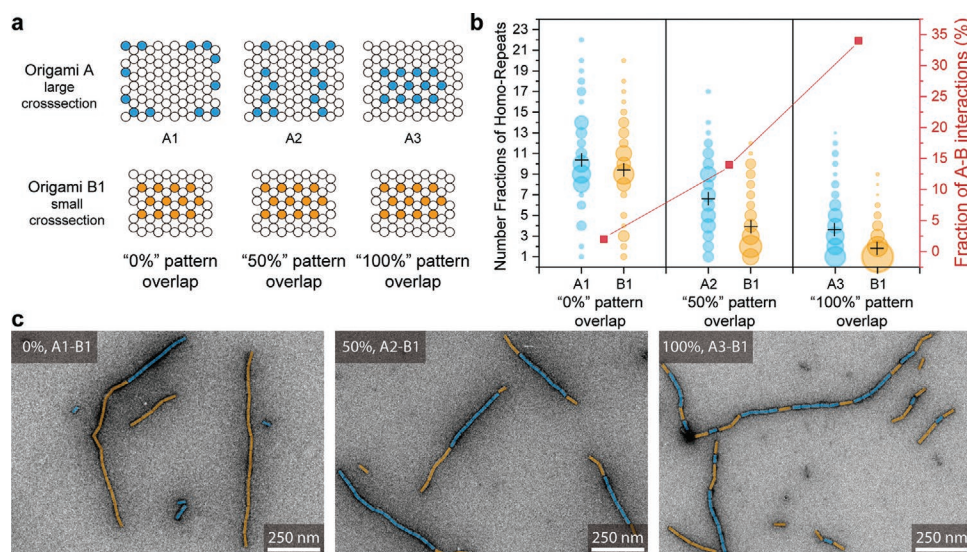 a
Origami A
large
crosssection
A1
A2
A3
Origami B1
small
crosssection
“0%” pattern
overlap
“50%” pattern
overlap
“100%” pattern
overlap
b
Number Fractions of Homo-Repeats
23
21
19
17
15
13
11
9
7
5
3
1
A1
B1
“0%” pattern
overlap
A2
B1
“50%” pattern
overlap
A3
B1
“100%” pattern
overlap
35%
30%
25%
20%
15%
10%
5%
0%
Fraction of A-B interactions
c
0%, A1-B1
250 nm
50%, A2-B1
250 nm
100%, A3-B1
250 nm